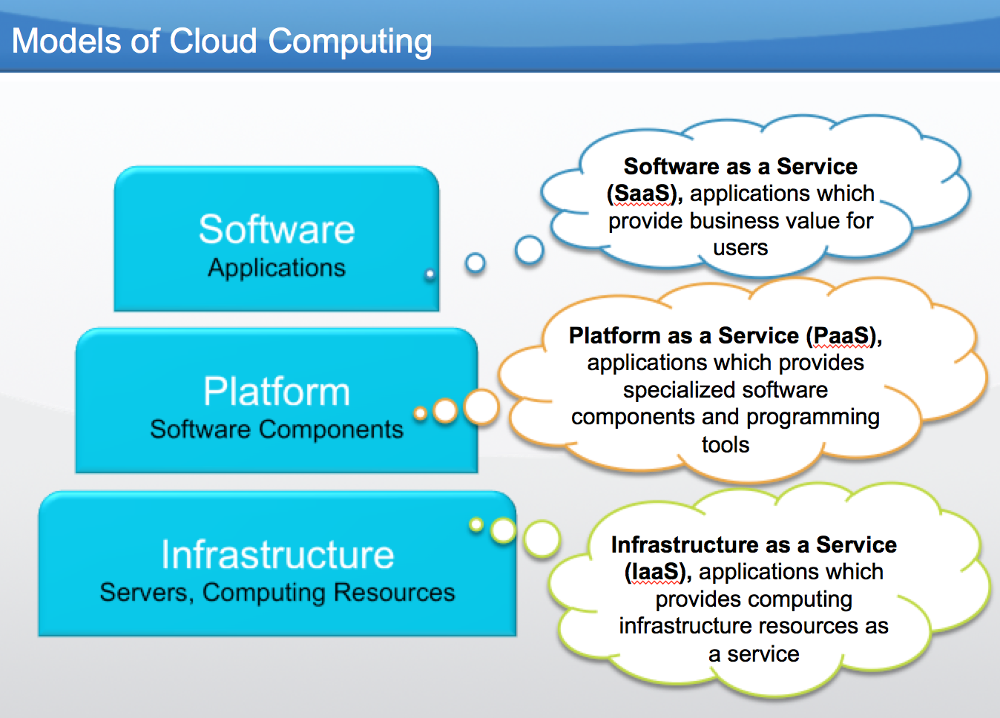 Models of Cloud Computing
Software
Applications
Software as a Service
(SaaS), applications which
provide business value for
users
Platform
Software Components
Platform as a Service (PaaS),
applications which provides
specialized software
components and programming
tools
Infrastructure
Servers, Computing Resources
Infrastructure as a Service
(IaaS), applications which
provides computing
infrastructure resources as
a service